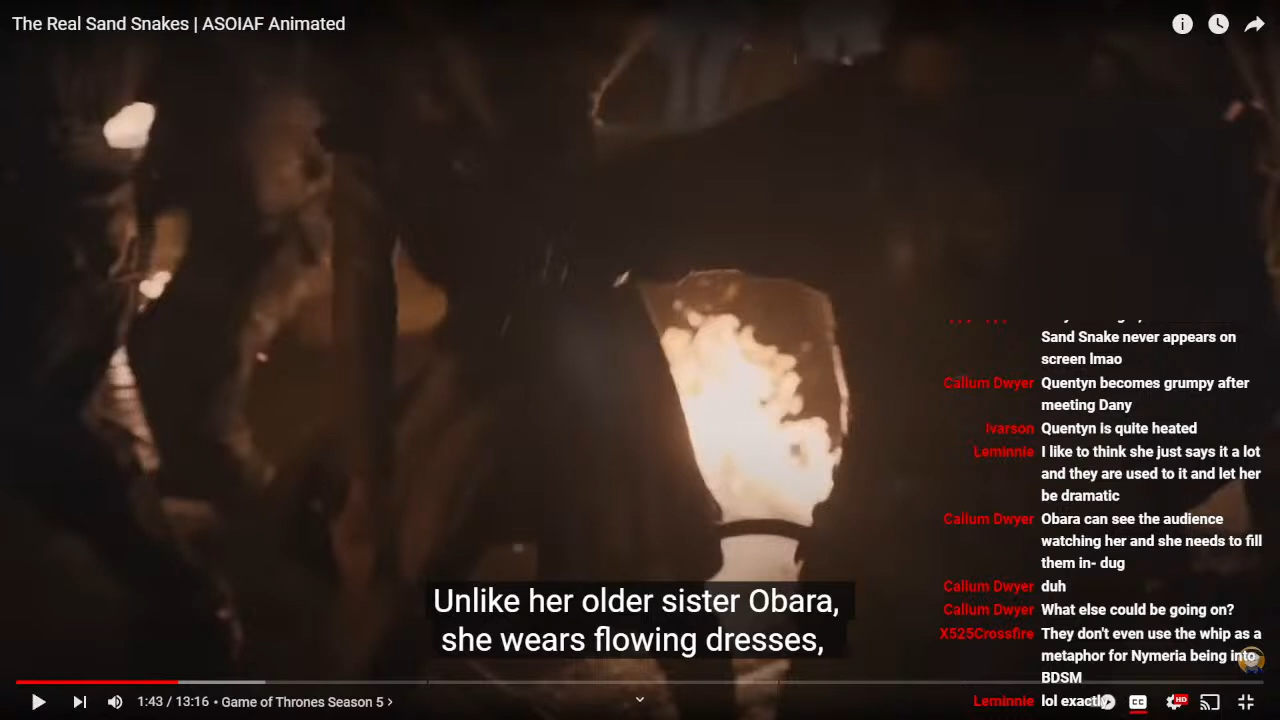 The Real Sand Snakes | ASOIAF Animated
Sand Snake never appears on
screen lmao
Callum Dwyer Quentyn becomes grumpy after
meeting Dany
Ivarson Quentyn is quite heated
Leminnie I like to think she just says it a lot
and they are used to it and let her
be dramatic
Callum Dwyer Obara can see the audience
watching her and she needs to fill
them in- dug
Callum Dwyer duh
Callum Dwyer What else could be going on?
X525Crossfire They don't even use the whip as a
metaphor for Nymeria being into
BDSM
Leminnie lol exactly
Unlike her older sister Obara,
she wears flowing dresses,
1:43 / 13:16 • Game of Thrones Season 5 >
CC
HD